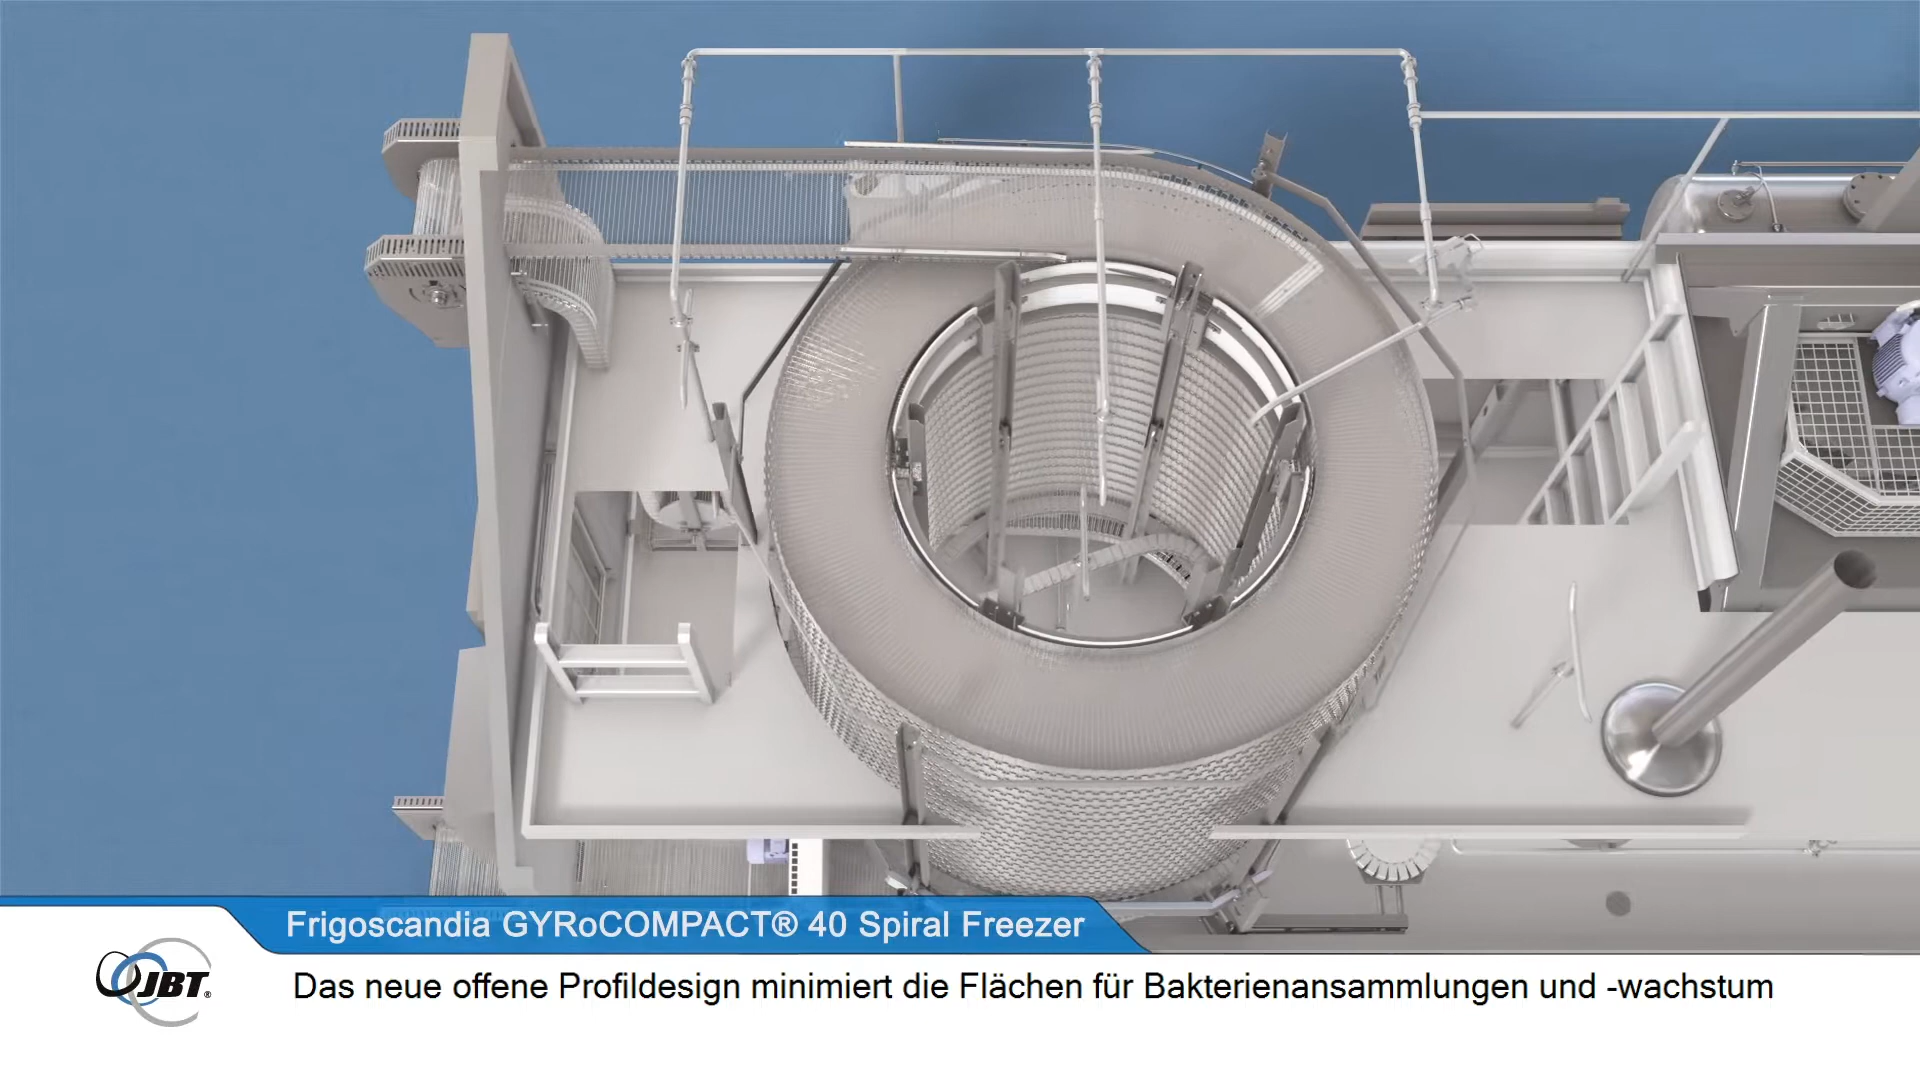 Frigoscandia GYRoCOMPACT® 40 Spiral Freezer
JBT®
Das neue offene Profildesign minimiert die Flächen für Bakterienansammlungen und -wachstum